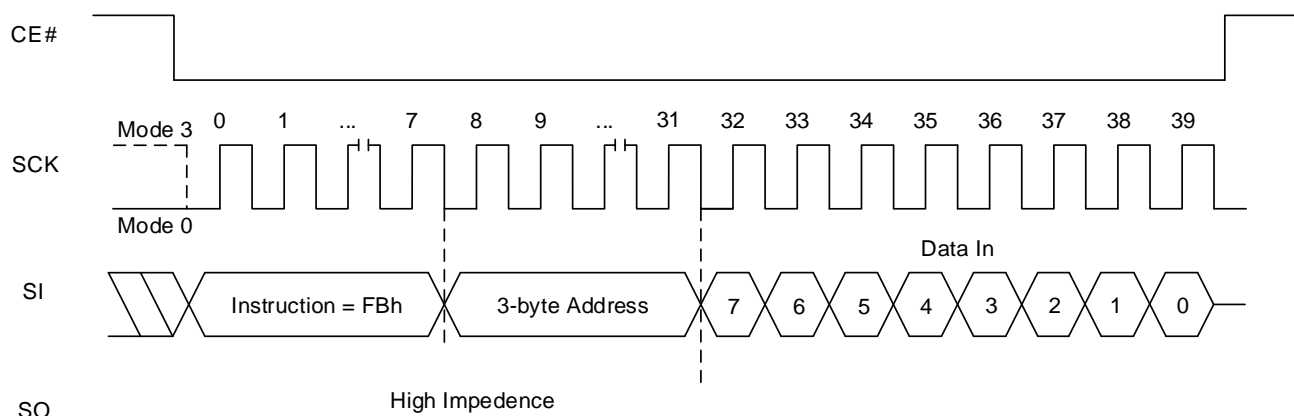 CE#
Mode 3
0 1 ... 7 8 9 ... 31 32 33 34 35 36 37 38 39
SCK
Mode 0
Data In
SI
Instruction = FBh 3-byte Address 7 6 5 4 3 2 1 0
High Impedence
SO